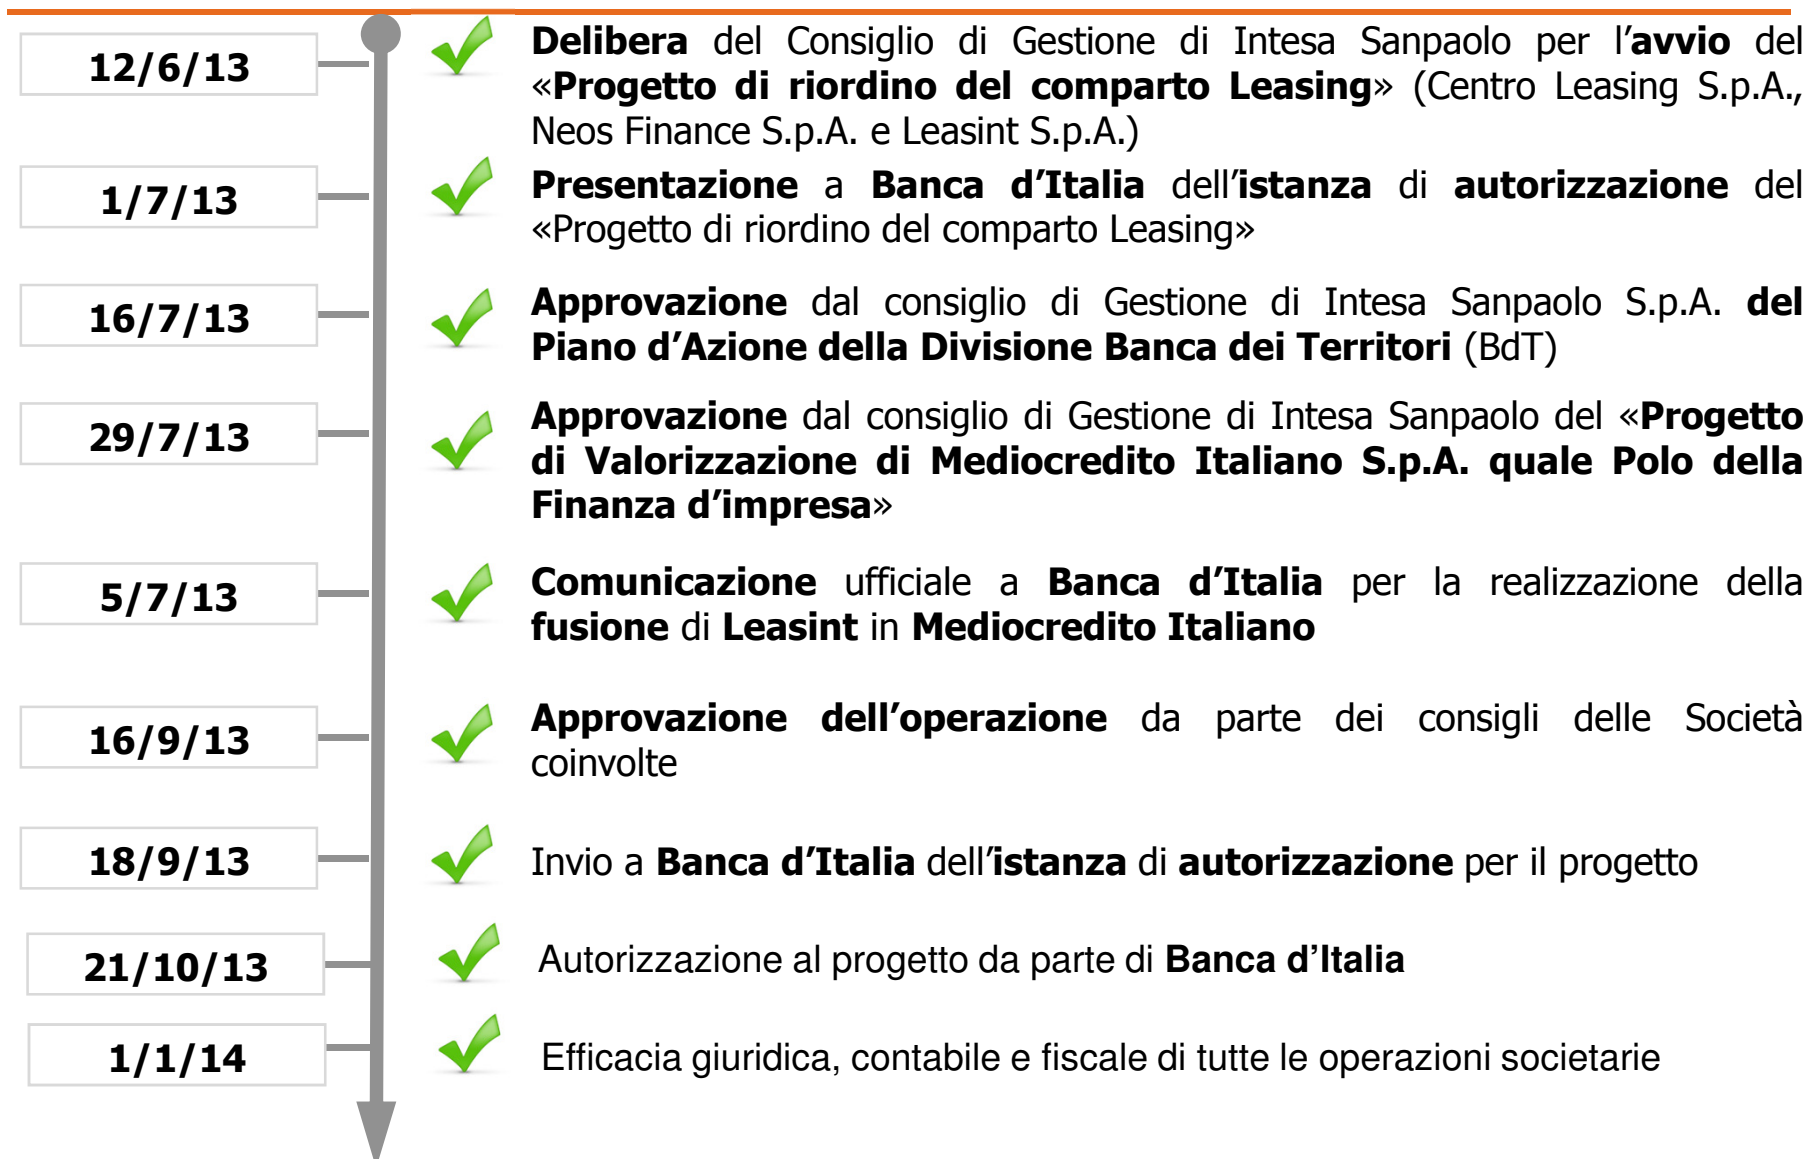 12/6/13
Delibera del Consiglio di Gestione di Intesa Sanpaolo per l’avvio del
«Progetto di riordino del comparto Leasing» (Centro Leasing S.p.A.,
Neos Finance S.p.A. e Leasint S.p.A.)
1/7/13
Presentazione a Banca d’Italia dell’istanza di autorizzazione del
«Progetto di riordino del comparto Leasing»
16/7/13
Approvazione dal consiglio di Gestione di Intesa Sanpaolo S.p.A. del
Piano d’Azione della Divisione Banca dei Territori (BdT)
29/7/13
Approvazione dal consiglio di Gestione di Intesa Sanpaolo del «Progetto
di Valorizzazione di Mediocredito Italiano S.p.A. quale Polo della
Finanza d’impresa»
5/7/13
Comunicazione ufficiale a Banca d’Italia per la realizzazione della
fusione di Leasint in Mediocredito Italiano
16/9/13
Approvazione dell’operazione da parte dei consigli delle Società
coinvolte
18/9/13
Invio a Banca d’Italia dell’istanza di autorizzazione per il progetto
21/10/13
Autorizzazione al progetto da parte di Banca d’Italia
1/1/14
Efficacia giuridica, contabile e fiscale di tutte le operazioni societarie